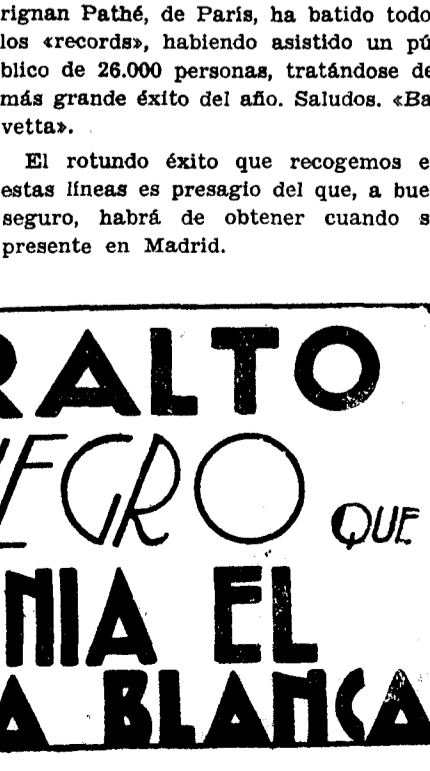 rignan Pathé, de París, ha batido todo
los «records», habiendo asistido un pú
blico de 26.000 personas, tratándose de
más grande éxito del año. Saludos. «Ba
vetta».
El rotundo éxito que recogemos e
estas líneas es presagio del que, a bue
seguro, habrá de obtener cuando s
presente en Madrid.
RALTO
NEGRO QUE
NIA EL
A BLANCA